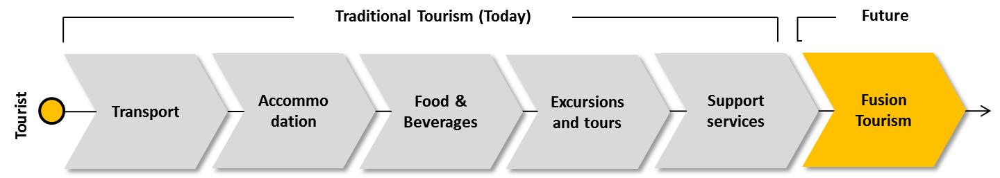 Traditional Tourism (Today)
Future
Tourist
Transport
Accommo
dation
Food &
Beverages
Excursions
and tours
Support
services
Fusion
Tourism